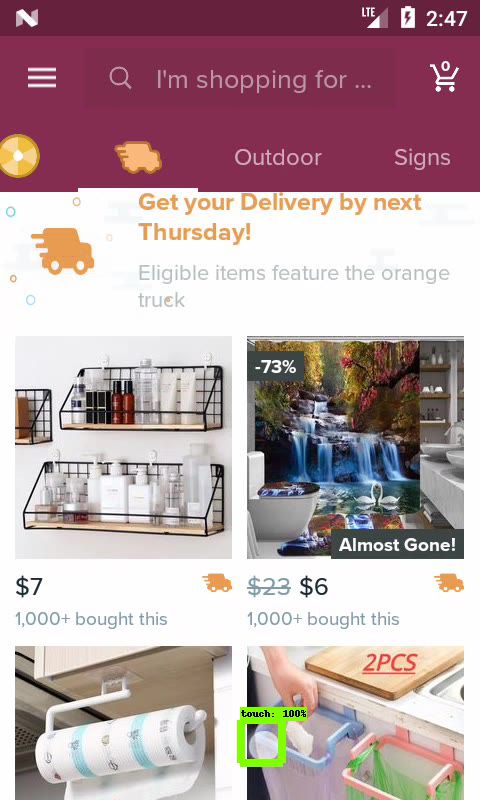 LTE 2:47
I'm shopping for ...
0
Outdoor
Signs
Get your Delivery by next
Thursday!
Eligible items feature the orange
truck
-73%
Almost Gone!
$7
$23 $6
1,000+ bought this
1,000+ bought this
2PCS
touch: 100%